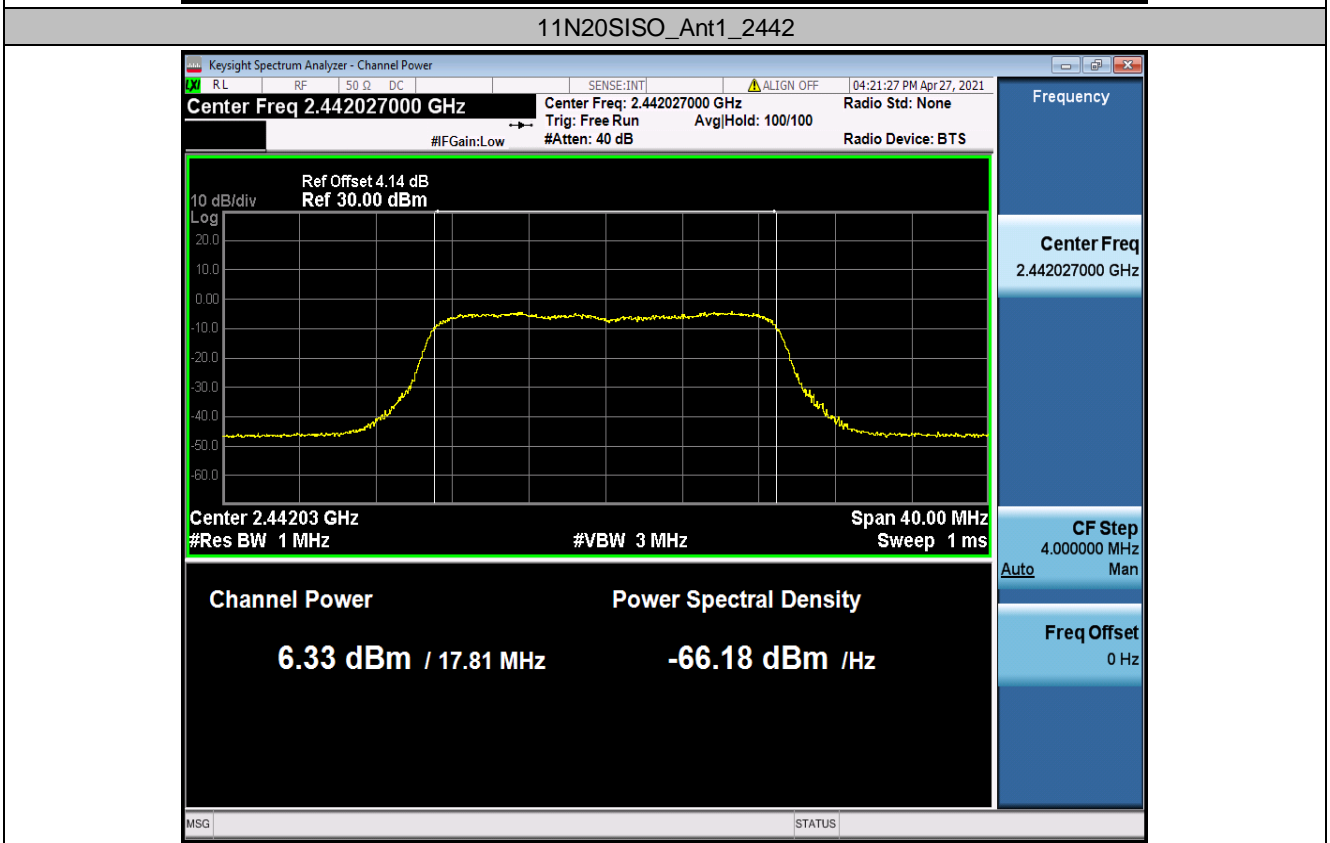 11N20SISO_Ant1_2442
Keysight Spectrum Analyzer - Channel Power
LXI RL RF 50 Ω DC SENSE:INT ALIGN OFF 04:21:27 PM Apr 27, 2021
Center Freq 2.442027000 GHz
#IFGain:Low
Center Freq: 2.442027000 GHz
Trig: Free Run Avg|Hold: 100/100
#Atten: 40 dB
Radio Std: None
Radio Device: BTS
Ref Offset 4.14 dB
10 dB/div Ref 30.00 dBm
Log
20.0
10.0
0.00
-10.0
-20.0
-30.0
-40.0
-50.0
-60.0
Center 2.44203 GHz Span 40.00 MHz
#Res BW 1 MHz #VBW 3 MHz Sweep 1 ms
Channel Power Power Spectral Density
6.33 dBm / 17.81 MHz -66.18 dBm /Hz
Frequency
Center Freq
2.442027000 GHz
CF Step
4.000000 MHz
Auto Man
Freq Offset
0 Hz
MSG STATUS